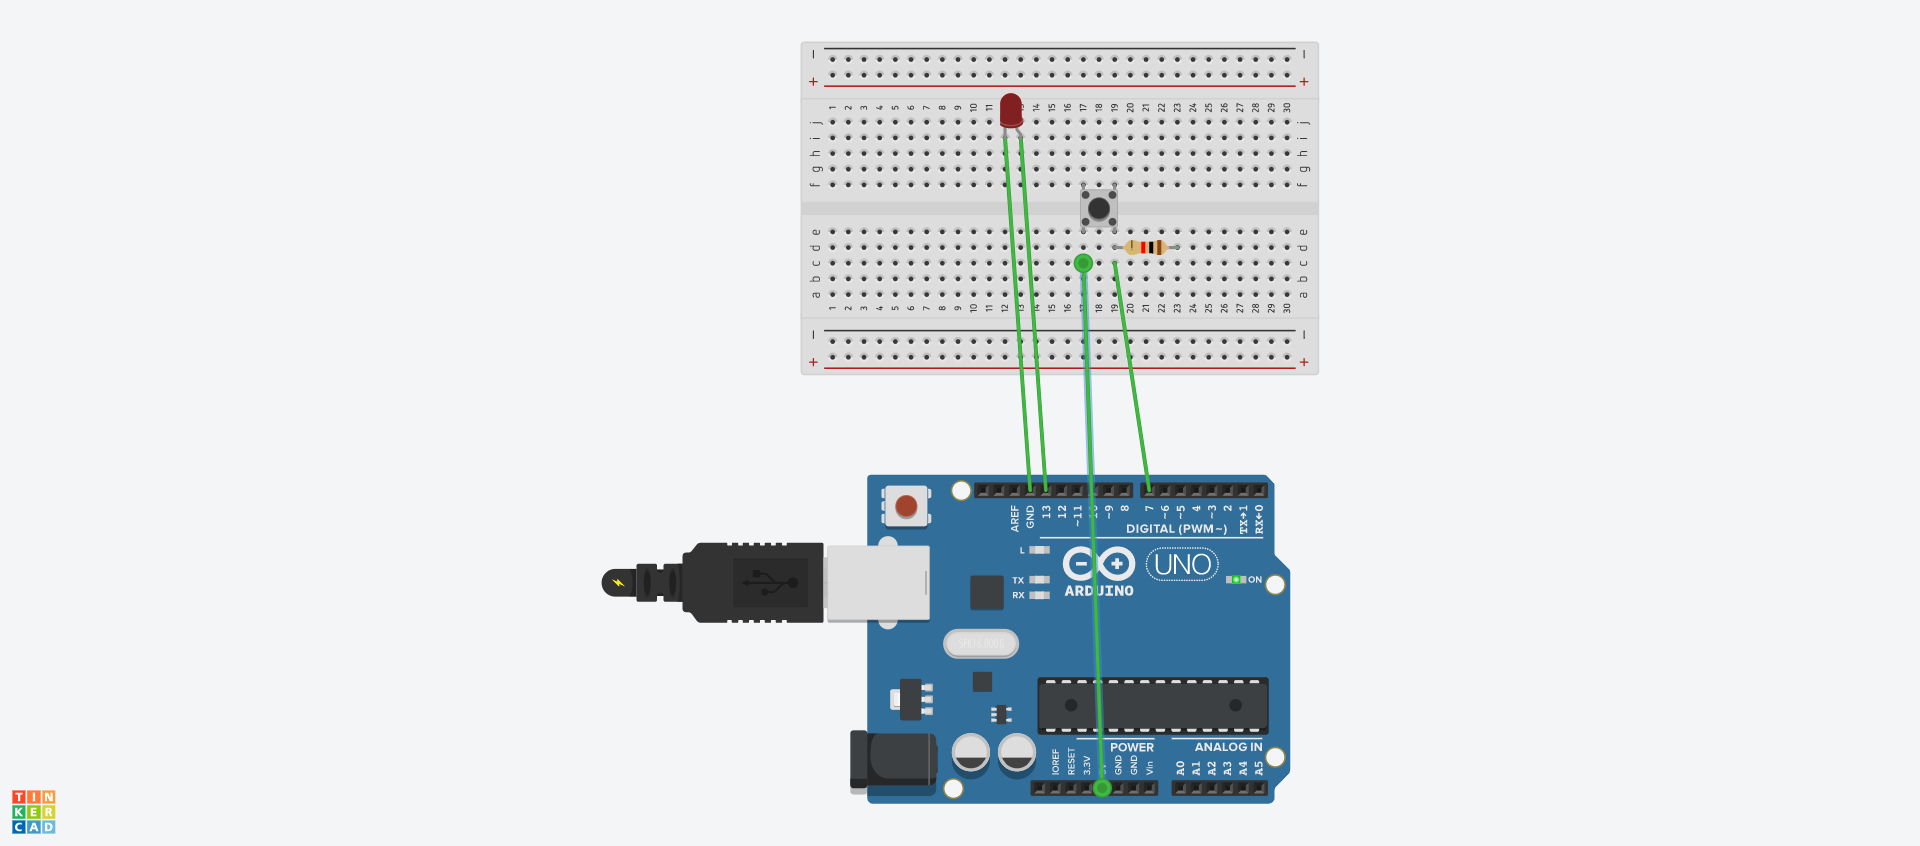 − −
+ +
1 2 3 4 5 6 7 8 9 10 11 14 15 16 17 18 19 20 21 22 23 24 25 26 27 28 29 30
j j
i i
h h
g g
f f
e e
d d
c c
b b
a a
1 2 3 4 5 6 7 8 9 10 11 12 13 14 15 16 17 18 19 20 21 22 23 24 25 26 27 28 29 30
− −
+ +
AREF GND 13 12 ~11 10 ~9 8 7 ~6 ~5 4 ~3 2 TX→1 RX←0
DIGITAL (PWM~)
L
TX
RX
ARDUINO
UNO
ON
SPK16.000G
POWER
ANALOG IN
IOREF RESET 3.3V GND GND Vin A0 A1 A2 A3 A4 A5
TIN
KER
CAD